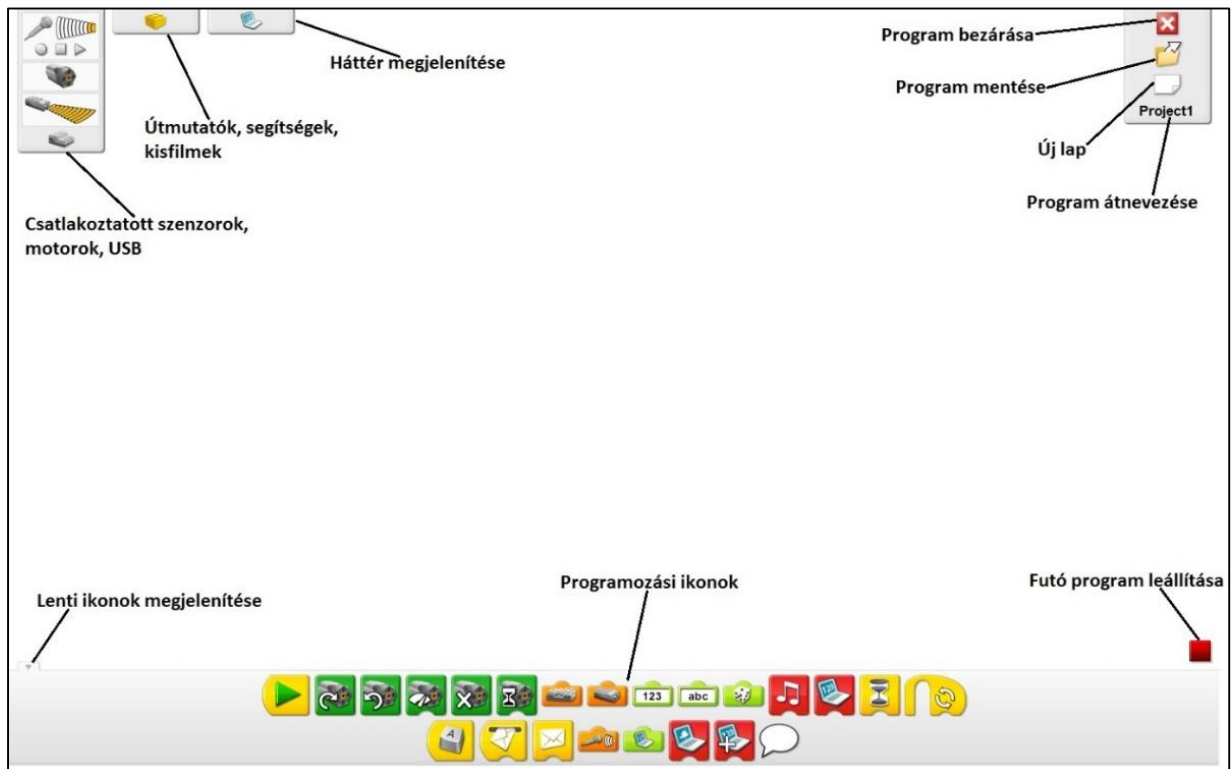 Program bezárása
Háttér megjelenítése
Program mentése
Project1
Útmutatók, segítségek,
kisfilmek
Új lap
Program átnevezése
Csatlakoztatott szenzorok,
motorok, USB
Programozási ikonok
Futó program leállítása
Lenti ikonok megjelenítése
123
abc
123
A